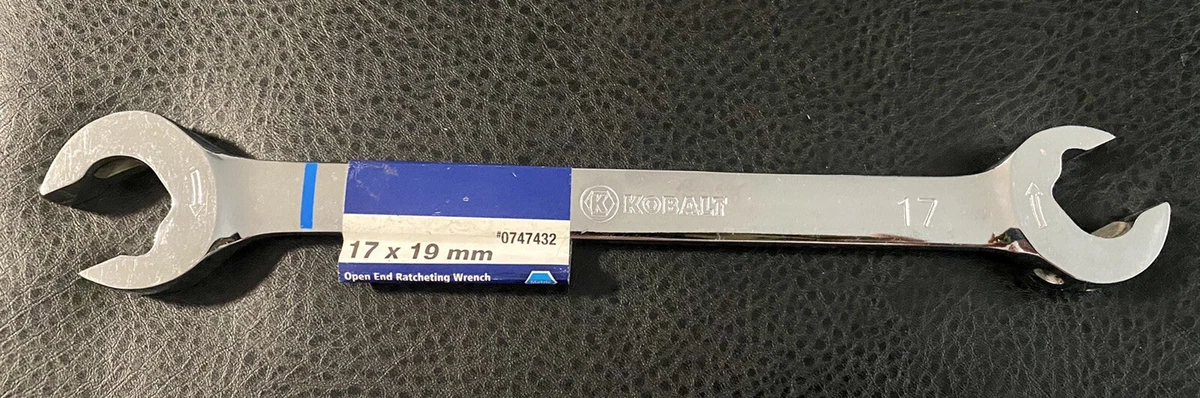 #0747432
17 x 19 mm
Open End Ratcheting Wrench
K KOBALT
17